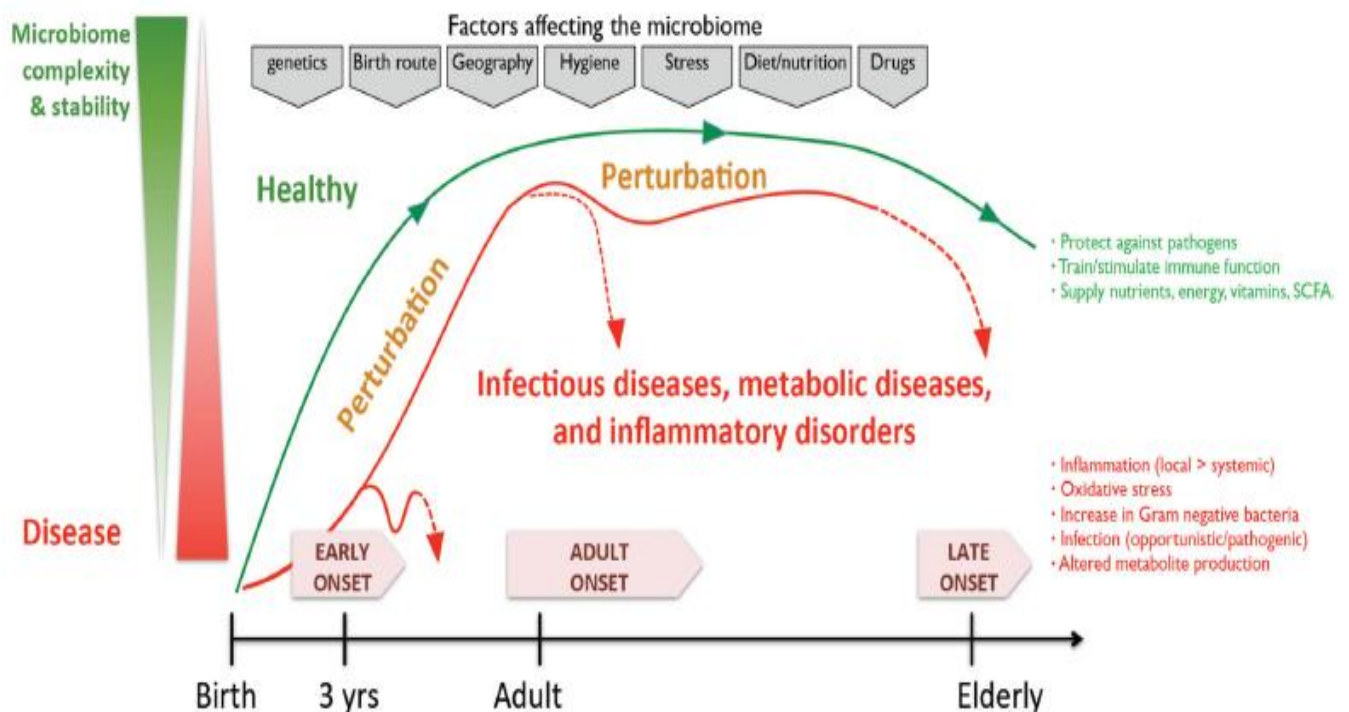 Microbiome
complexity
& stability
Factors affecting the microbiome
genetics
Birth route
Geography
Hygiene
Stress
Diet/nutrition
Drugs
Healthy
Perturbation
Perturbation
• Protect against pathogens
• Train/stimulate immune function
• Supply nutrients, energy, vitamins, SCFA.
Infectious diseases, metabolic diseases,
and inflammatory disorders
• Inflammation (local > systemic)
• Oxidative stress
• Increase in Gram negative bacteria
• Infection (opportunistic/pathogenic)
• Altered metabolite production
Disease
EARLY
ONSET
ADULT
ONSET
LATE
ONSET
Birth
3 yrs
Adult
Elderly